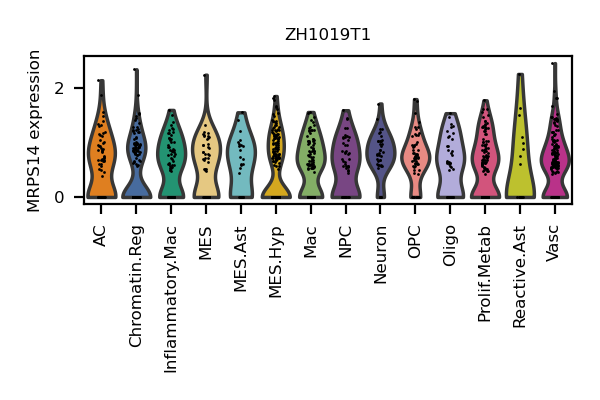 ZH1019T1
MRPS14 expression
2
0
AC
Chromatin.Reg
Inflammatory.Mac
MES
MES.Ast
MES.Hyp
Mac
NPC
Neuron
OPC
Oligo
Prolif.Metab
Reactive.Ast
Vasc